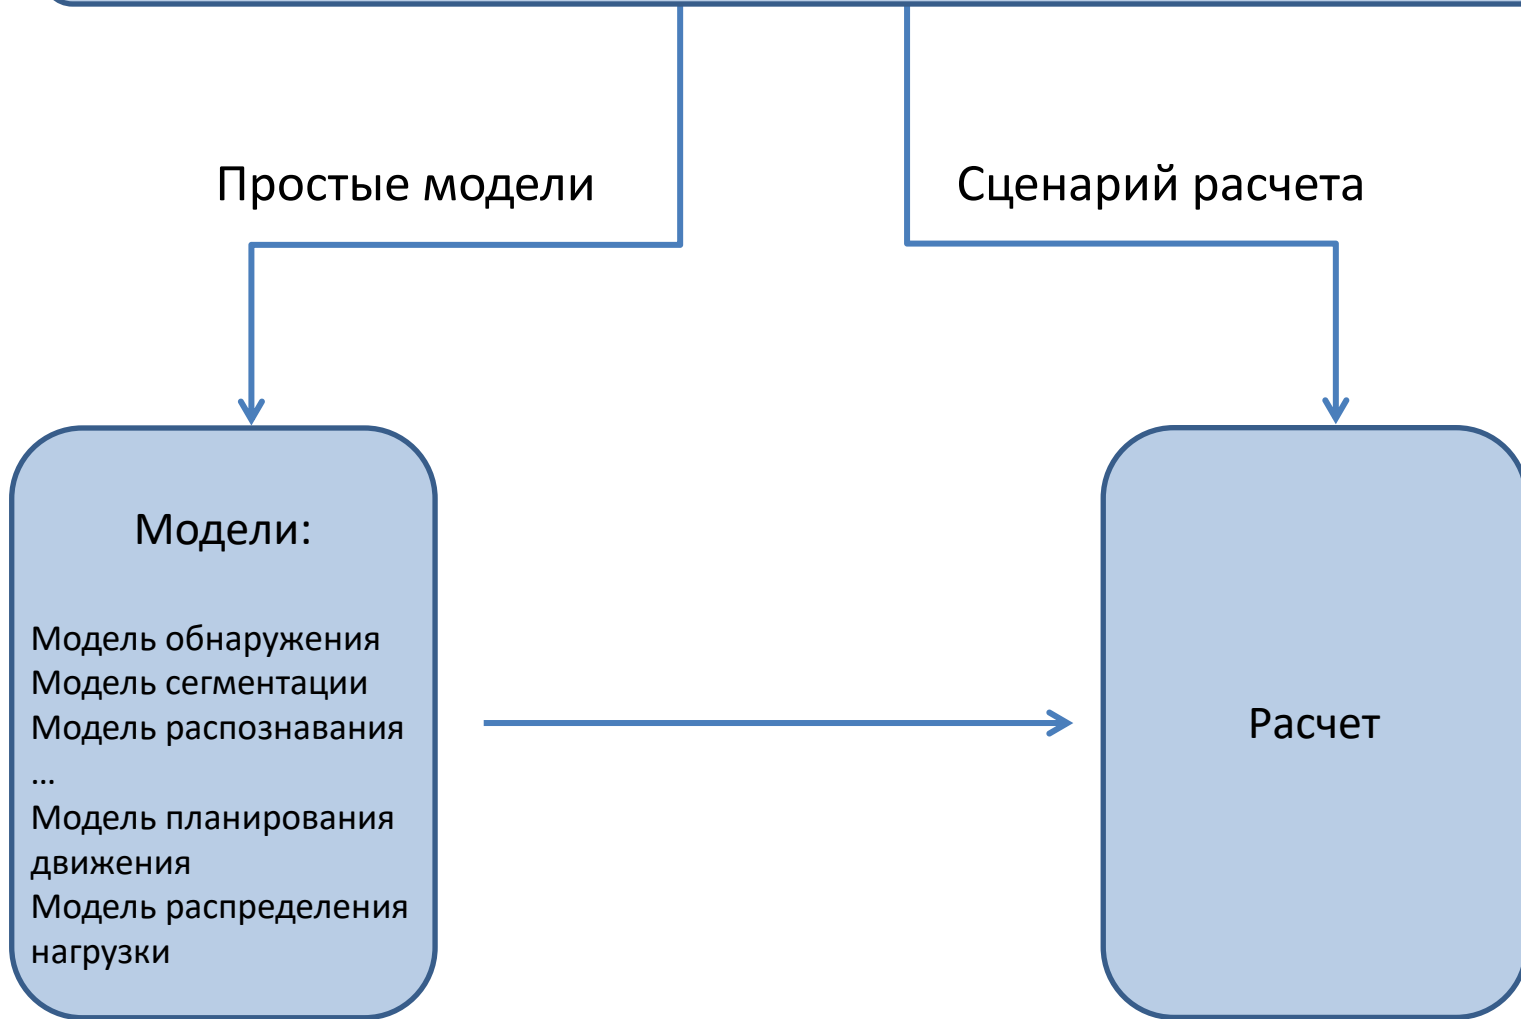 Простые модели
Сценарий расчета
Модели:
Модель обнаружения
Модель сегментации
Модель распознавания
...
Модель планирования
движения
Модель распределения
нагрузки
Расчет